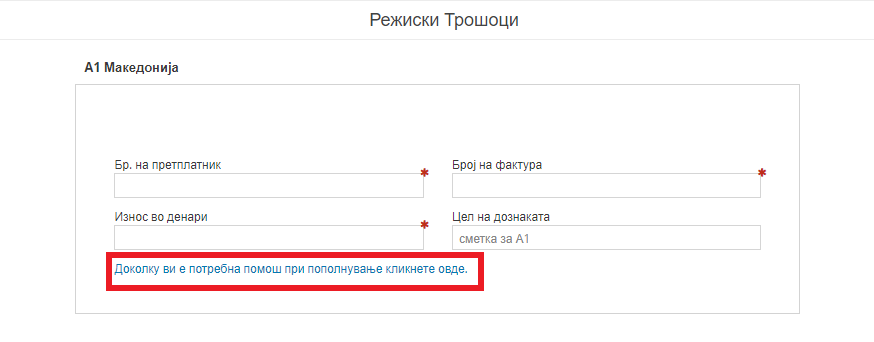 Режиски Трошоци
А1 Македонија
Бр. на претплатник
Број на фактура
Износ во денари
Цел на дознаката
сметка за А1
Доколку ви е потребна помош при пополнување кликнете овде.